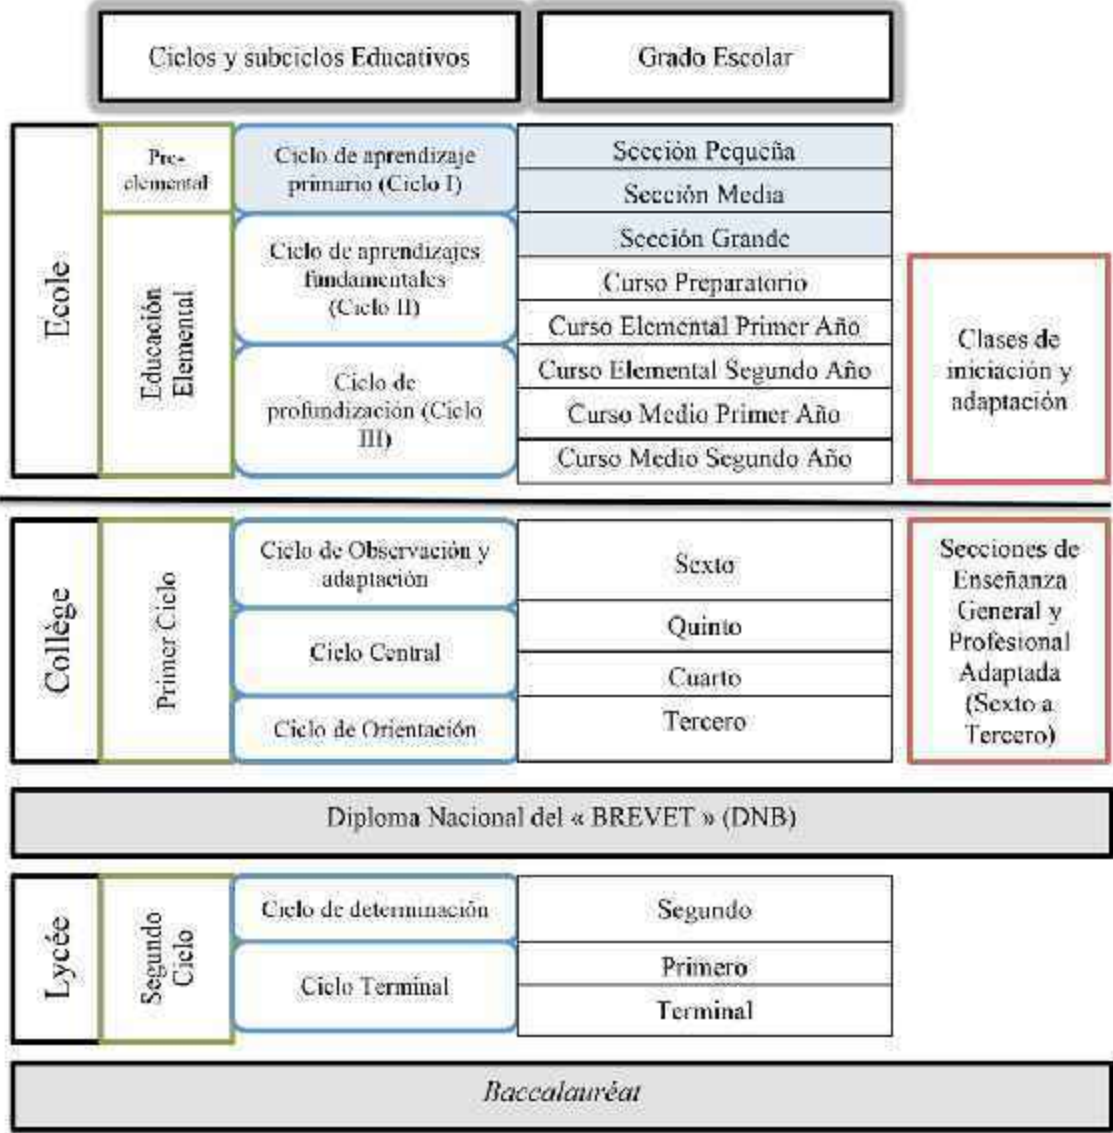 Ciclos y subciclos Educativos
Grado Escolar
Ecole
Pre-
elemental
Ciclo de aprendizaje
primario (Ciclo I)
Sección Pequeña
Sección Media
Sección Grande
Educación
Elemental
Ciclo de aprendizajes
fundamentales
(Ciclo II)
Curso Preparatorio
Curso Elemental Primer Año
Curso Elemental Segundo Año
Ciclo de
profundización (Ciclo
III)
Curso Medio Primer Año
Curso Medio Segundo Año
Clases de
iniciación y
adaptación
Collège
Primer Ciclo
Ciclo de Observación y
adaptación
Sexto
Ciclo Central
Quinto
Cuarto
Ciclo de Orientación
Tercero
Secciones de
Enseñanza
General y
Profesional
Adaptada
(Sexto a
Tercero)
Diploma Nacional del « BREVET » (DNB)
Lycée
Segundo
Ciclo
Ciclo de determinación
Segundo
Ciclo Terminal
Primero
Terminal
Baccalauréat